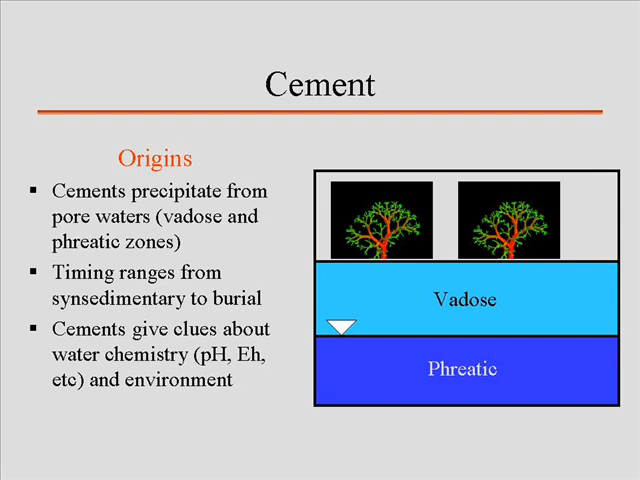 Cement
Origins
▪ Cements precipitate from
pore waters (vadose and
phreatic zones)
▪ Timing ranges from
synsedimentary to burial
▪ Cements give clues about
water chemistry (pH, Eh,
etc) and environment
Vadose
Phreatic